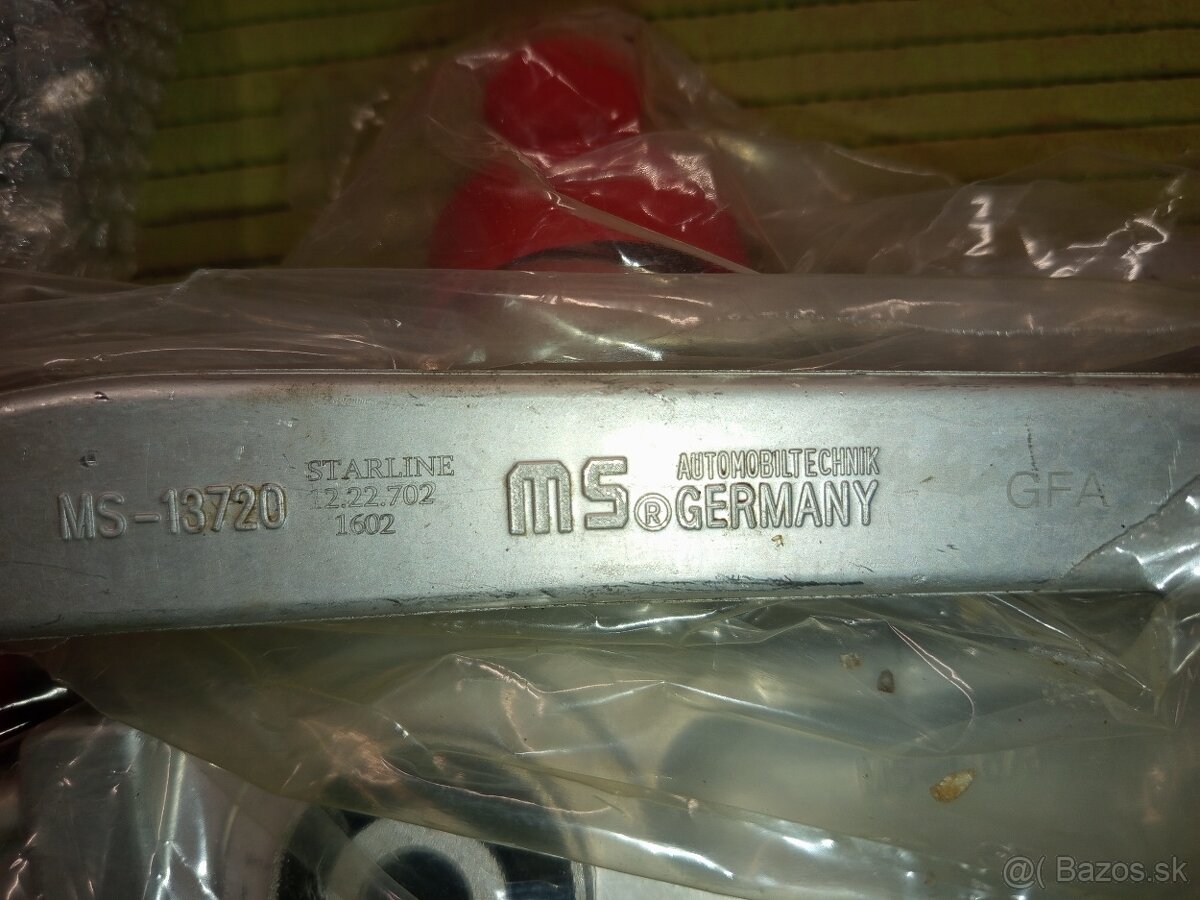 MS-13720
STARLINE
12.22.702
1602
MS®
AUTOMOBILTECHNIK
GERMANY
GFA
@( Bazos.sk